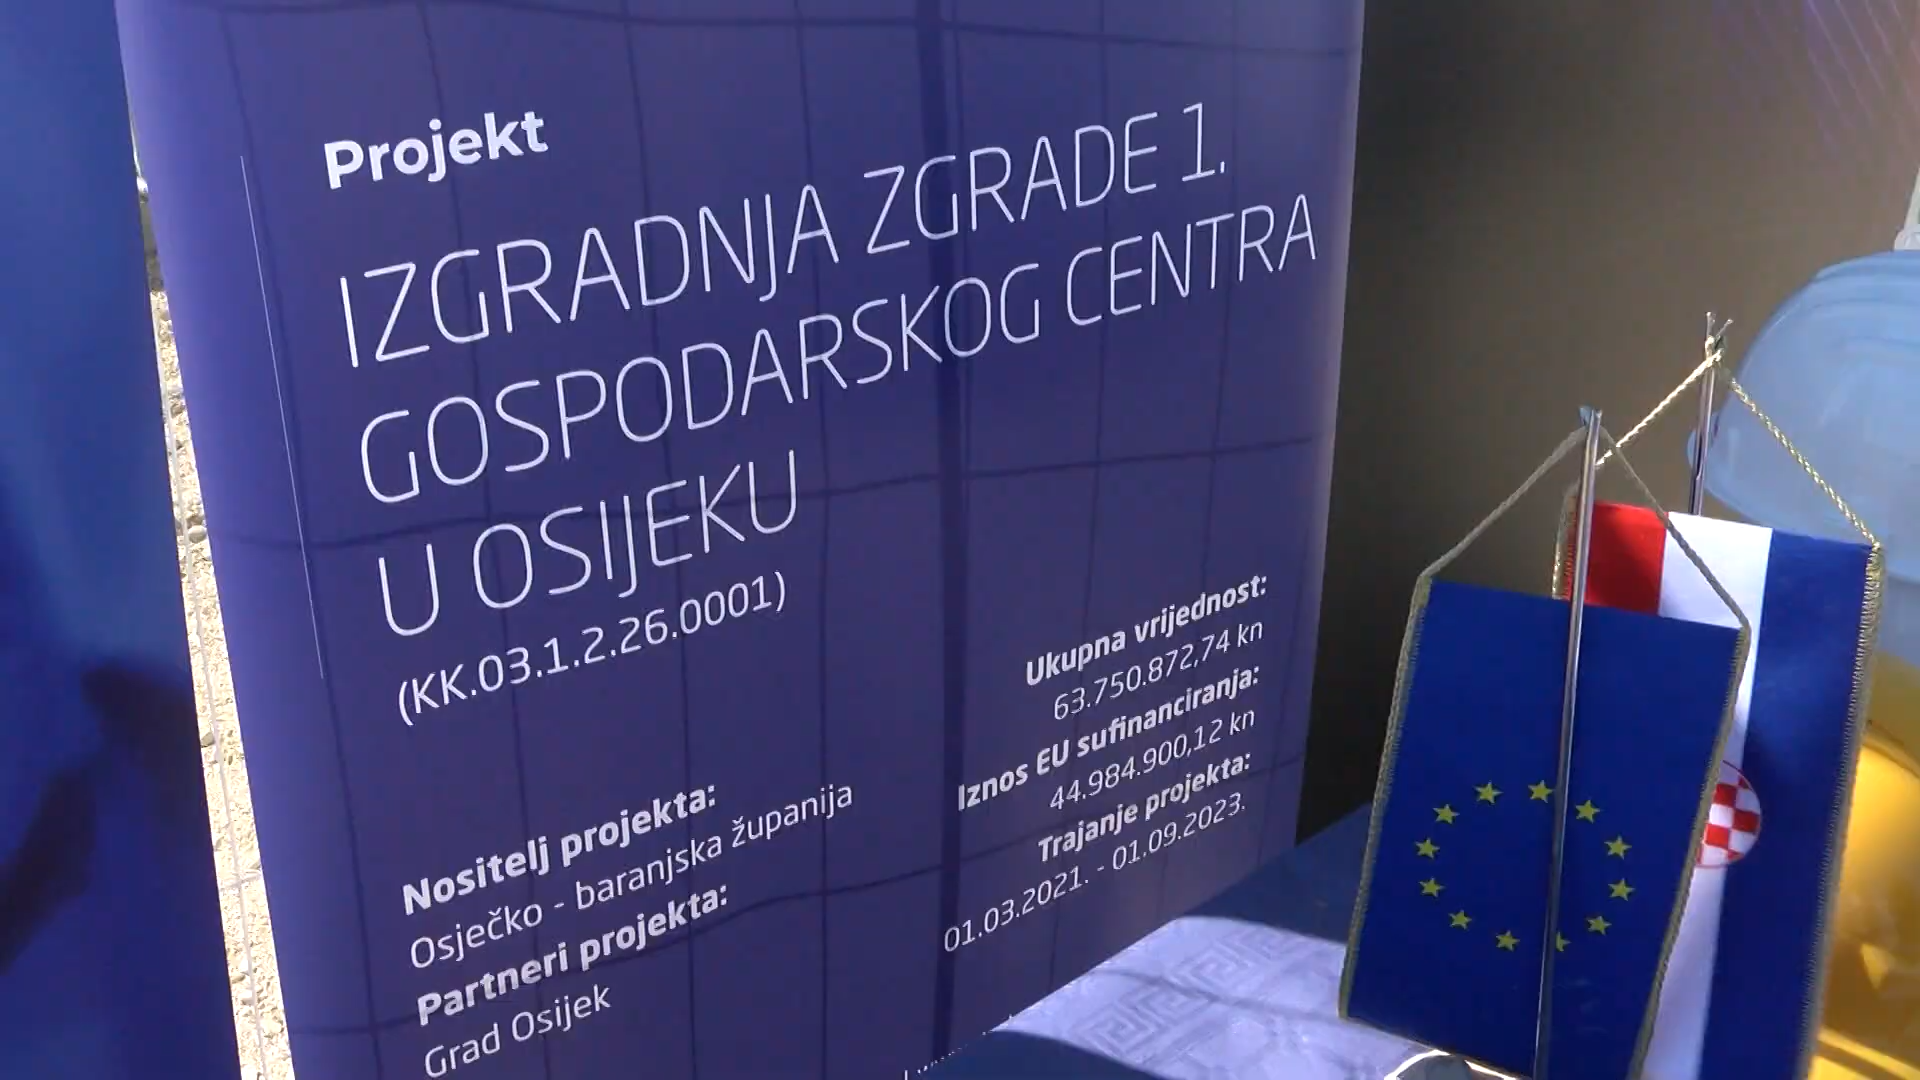 Projekt
IZGRADNJA ZGRADE 1.
GOSPODARSKOG CENTRA
U OSIJEKU
(KK.03.1.2.26.0001)
Nositelj projekta:
Osječko - baranjska županija
Partneri projekta:
Grad Osijek
Ukupna vrijednost:
63.750.872,74 kn
Iznos EU sufinanciranja:
44.984.900,12 kn
Trajanje projekta:
01.03.2021. - 01.09.2023.